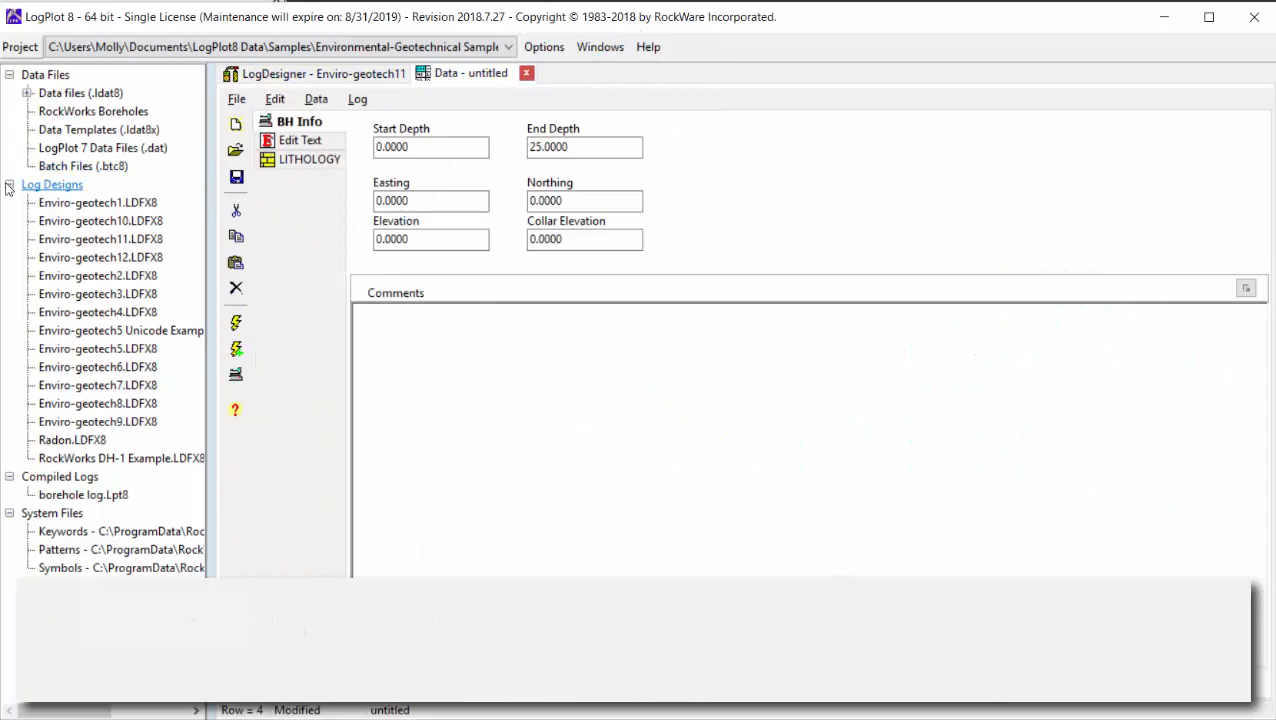 LogPlot 8 - 64 bit - Single License (Maintenance will expire on: 8/31/2019) - Revision 2018.7.27 - Copyright © 1983-2018 by RockWare Incorporated.
Project C:\Users\Molly\Documents\LogPlot8 Data\Samples\Environmental-Geotechnical Sample Options Windows Help
Data Files
Data files (.ldat8)
RockWorks Boreholes
Data Templates (.ldat8x)
LogPlot 7 Data Files (.dat)
Batch Files (.btc8)
Log Designs
Enviro-geotech1.LDFX8
Enviro-geotech10.LDFX8
Enviro-geotech11.LDFX8
Enviro-geotech12.LDFX8
Enviro-geotech2.LDFX8
Enviro-geotech3.LDFX8
Enviro-geotech4.LDFX8
Enviro-geotech5 Unicode Examp
Enviro-geotech5.LDFX8
Enviro-geotech6.LDFX8
Enviro-geotech7.LDFX8
Enviro-geotech8.LDFX8
Enviro-geotech9.LDFX8
Radon.LDFX8
RockWorks DH-1 Example.LDFX8
Compiled Logs
borehole log.Lpt8
System Files
Keywords - C:\ProgramData\Roc
Patterns - C:\ProgramData\Rock
Symbols - C:\ProgramData\Rock
LogDesigner - Enviro-geotech11 Data - untitled
File Edit Data Log
BH Info
Edit Text
LITHOLOGY
Start Depth End Depth
0.0000 25.0000
Easting Northing
0.0000 0.0000
Elevation Collar Elevation
0.0000 0.0000
Comments
Row = 4 Modified untitled